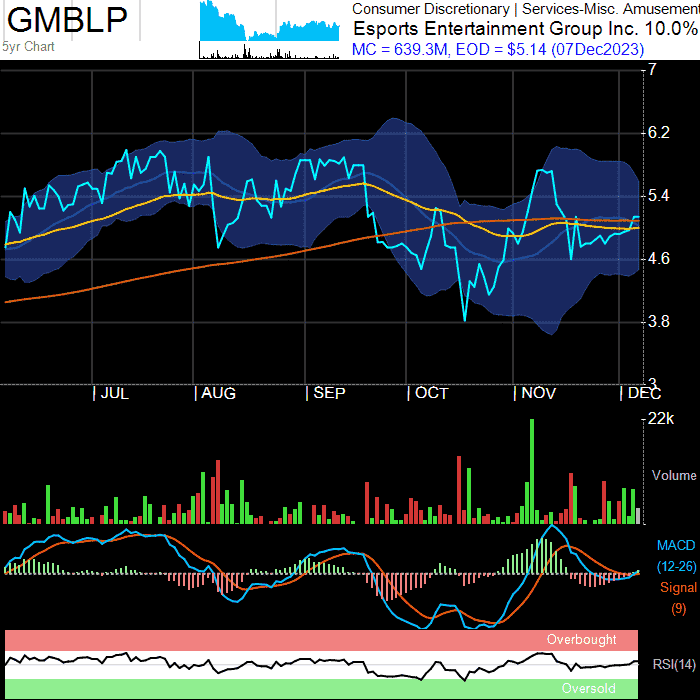 GMBLP
5yr Chart
Consumer Discretionary | Services-Misc. Amusement
Esports Entertainment Group Inc. 10.0%
MC = 639.3M, EOD = $5.14 (07Dec2023)
7
6.2
5.4
4.6
3.8
3
| JUL | AUG | SEP | OCT | NOV | DEC
22k
Volume
MACD
(12-26)
Signal
(9)
Overbought
RSI(14)
Oversold